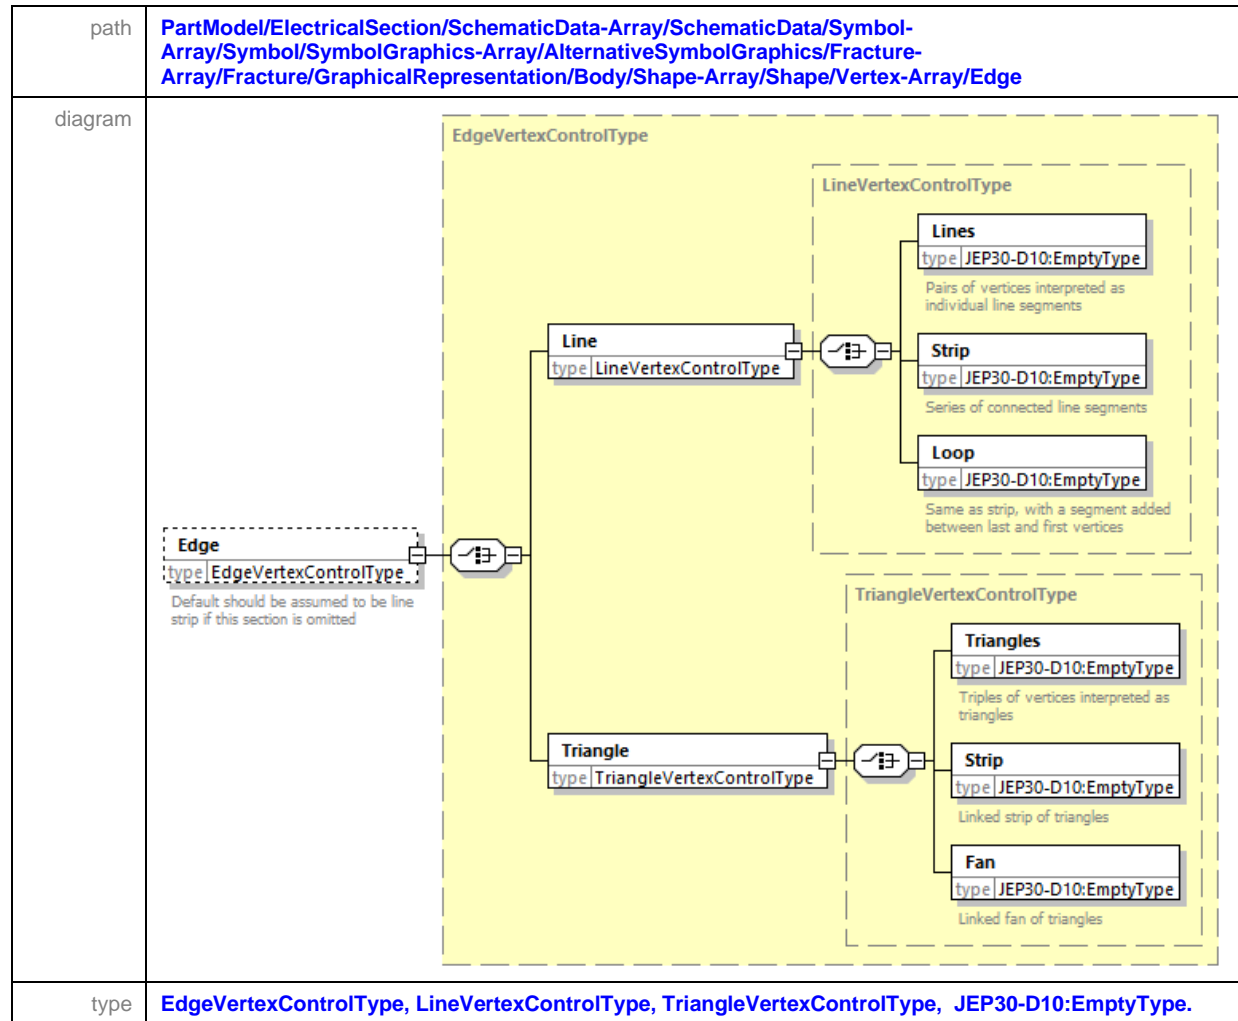 path
PartModel/ElectricalSection/SchematicData-Array/SchematicData/Symbol-
Array/Symbol/SymbolGraphics-Array/AlternativeSymbolGraphics/Fracture-
Array/Fracture/GraphicalRepresentation/Body/Shape-Array/Shape/Vertex-Array/Edge
diagram
EdgeVertexControlType
LineVertexControlType
Lines
type JEP30-D10:EmptyType
Pairs of vertices interpreted as
individual line segments
Line
type LineVertexControlType
Strip
type JEP30-D10:EmptyType
Series of connected line segments
Loop
type JEP30-D10:EmptyType
Same as strip, with a segment added
between last and first vertices
Edge
type EdgeVertexControlType
Default should be assumed to be line
strip if this section is omitted
TriangleVertexControlType
Triangles
type JEP30-D10:EmptyType
Triples of vertices interpreted as
triangles
Triangle
type TriangleVertexControlType
Strip
type JEP30-D10:EmptyType
Linked strip of triangles
Fan
type JEP30-D10:EmptyType
Linked fan of triangles
type
EdgeVertexControlType, LineVertexControlType, TriangleVertexControlType, JEP30-D10:EmptyType.